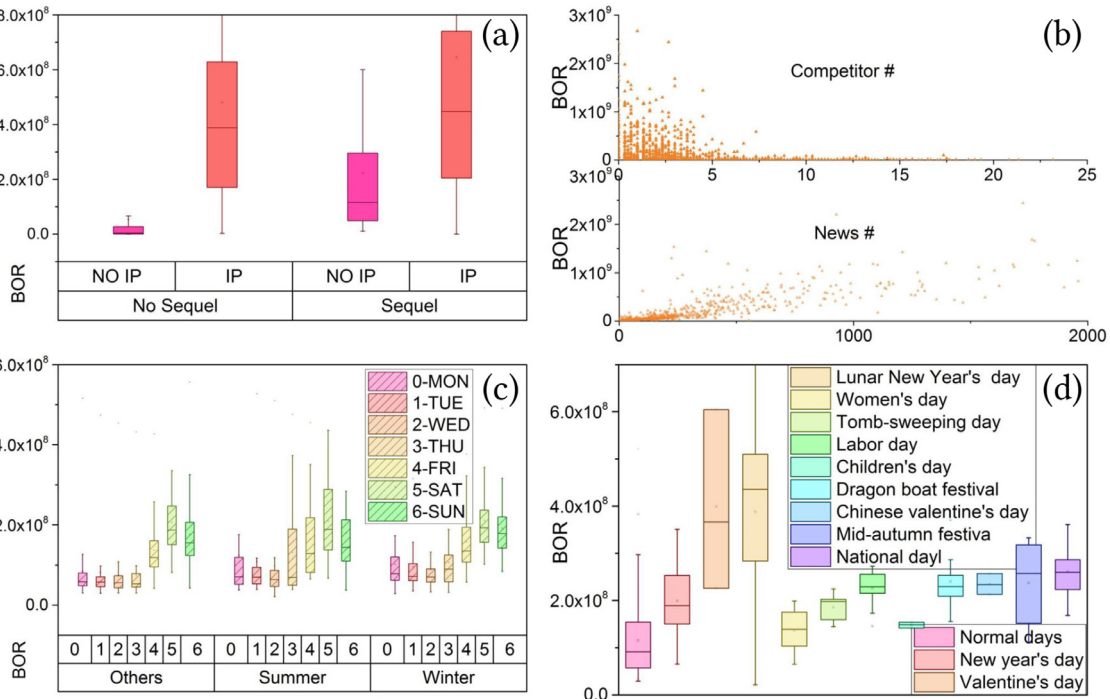 (a)
8.0x10⁸
6.0x10⁸
4.0x10⁸
2.0x10⁸
0.0
BOR
NO IP IP NO IP IP
No Sequel Sequel
(b)
3x10⁹
2x10⁹
1x10⁹
0
BOR
Competitor #
0 5 10 15 20 25
3x10⁹
2x10⁹
1x10⁹
0
BOR
News #
0 1000 2000
(c)
6.0x10⁸
4.0x10⁸
2.0x10⁸
0.0
BOR
0-MON
1-TUE
2-WED
3-THU
4-FRI
5-SAT
6-SUN
0 1 2 3 4 5 6 0 1 2 3 4 5 6 0 1 2 3 4 5 6
Others Summer Winter
(d)
6.0x10⁸
4.0x10⁸
2.0x10⁸
0.0
BOR
Lunar New Year's day
Women's day
Tomb-sweeping day
Labor day
Children's day
Dragon boat festival
Chinese valentine's day
Mid-autumn festiva
National dayl
Normal days
New year's day
Valentine's day